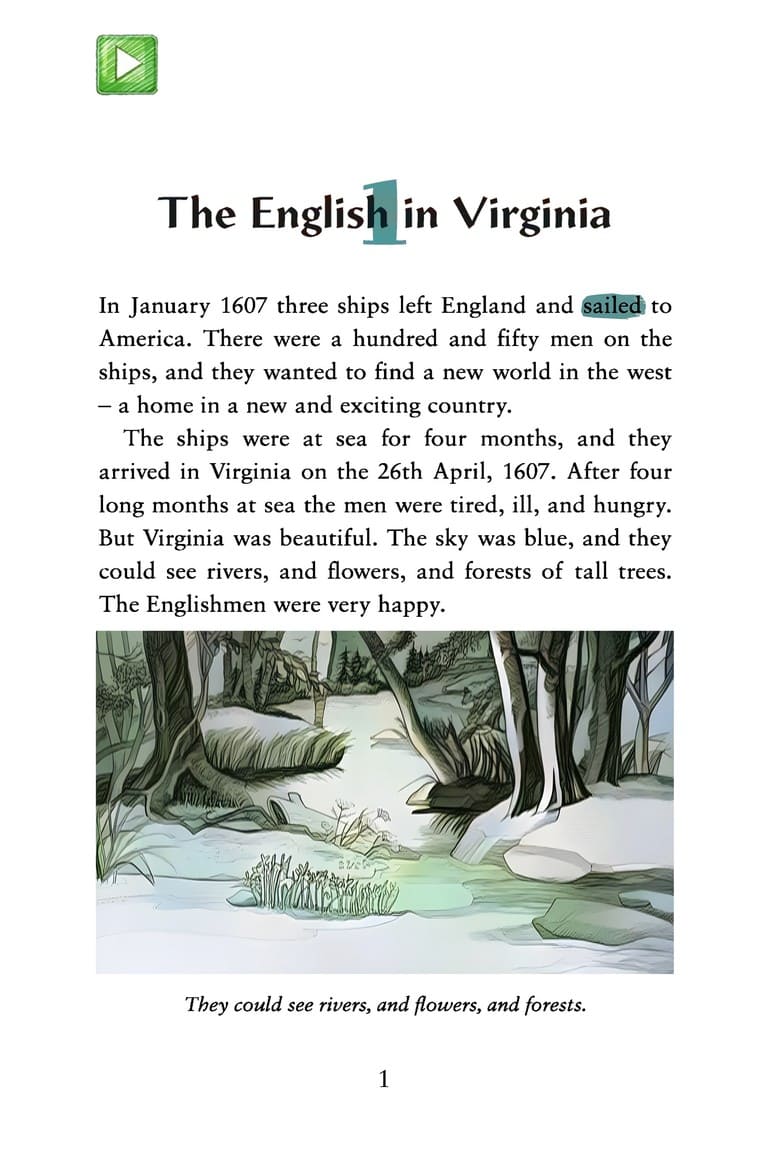 1
The English in Virginia
In January 1607 three ships left England and sailed to
America. There were a hundred and fifty men on the
ships, and they wanted to find a new world in the west
– a home in a new and exciting country.
The ships were at sea for four months, and they
arrived in Virginia on the 26th April, 1607. After four
long months at sea the men were tired, ill, and hungry.
But Virginia was beautiful. The sky was blue, and they
could see rivers, and flowers, and forests of tall trees.
The Englishmen were very happy.
They could see rivers, and flowers, and forests.
1